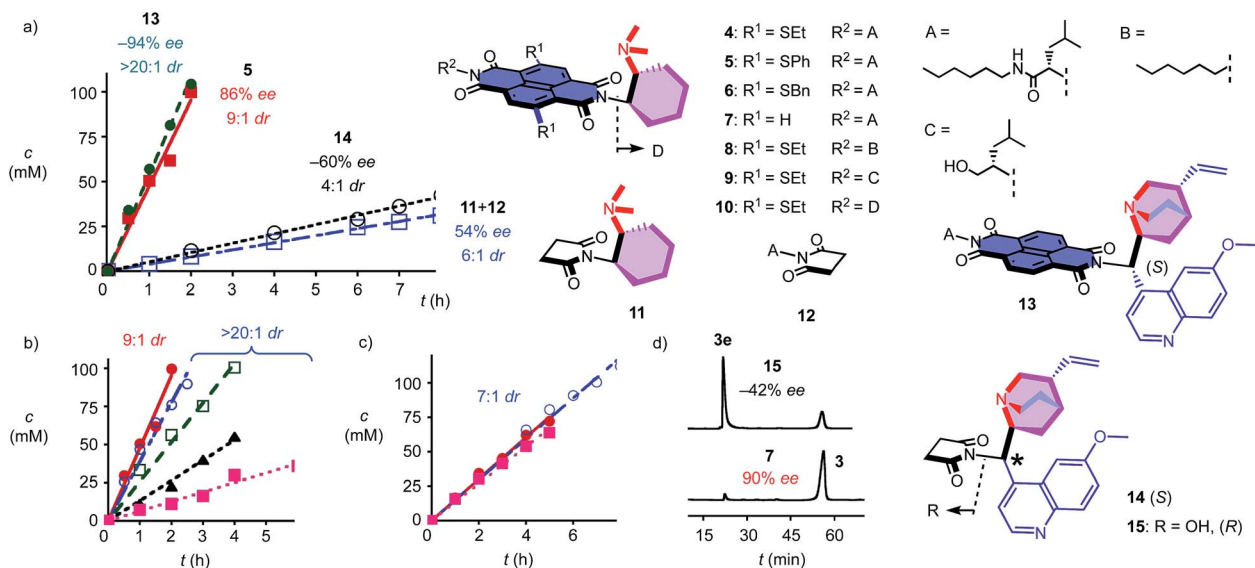 a)
13
–94% ee
>20:1 dr
5
86% ee
9:1 dr
14
–60% ee
4:1 dr
11+12
54% ee
6:1 dr
c
(mM)
100
75
50
25
0
0 1 2 3 4 5 6 7
t (h)
R¹
N
O O
R²–N N
O O
R¹
D
4: R¹ = SEt R² = A
5: R¹ = SPh R² = A
6: R¹ = SBn R² = A
7: R¹ = H R² = A
8: R¹ = SEt R² = B
9: R¹ = SEt R² = C
10: R¹ = SEt R² = D
A =
H
N
O
B =
C =
HO
N
O
N
O
11
O
A–N
O
12
N
O O
A–N N
O O
O
(S)
N
13
b)
9:1 dr
>20:1 dr
c
(mM)
100
75
50
25
0
0 1 2 3 4 5
t (h)
c)
7:1 dr
100
75
50
25
0
0 2 4 6
t (h)
d)
3e
15
–42% ee
7
90% ee
3
15 30 45 60
t (min)
N
O
N
O
*
O
R
N
14 (S)
15: R = OH, (R)